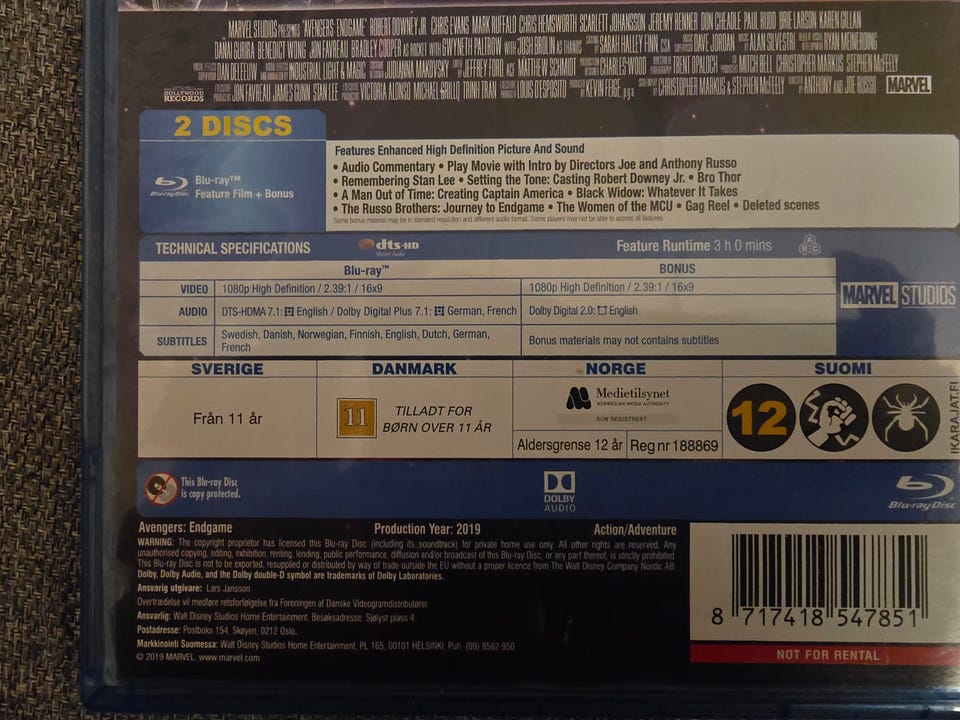 MARVEL STUDIOS PRESENTS "AVENGERS: ENDGAME" ROBERT DOWNEY JR. CHRIS EVANS MARK RUFFALO CHRIS HEMSWORTH SCARLETT JOHANSSON JEREMY RENNER DON CHEADLE PAUL RUDD BRIE LARSON KAREN GILLAN
DANAI GURIRA BENEDICT WONG JON FAVREAU BRADLEY COOPER AS ROCKET WITH GWYNETH PALTROW WITH JOSH BROLIN AS THANOS CASTING BY SARAH HALLEY FINN CSA DAVE JORDAN MUSIC BY ALAN SILVESTRI RYAN MEINERDING
DAN DELEEUW INDUSTRIAL LIGHT & MAGIC JUDIANNA MAKOVSKY JEFFREY FORD, ACE MATTHEW SCHMIDT CHARLES WOOD TRENT OPALOCH MITCH BELL CHRISTOPHER MARKUS STEPHEN McFEELY
HOLLYWOOD RECORDS JON FAVREAU JAMES GUNN STAN LEE VICTORIA ALONSO MICHAEL GRILLO TRINH TRAN LOUIS D'ESPOSITO KEVIN FEIGE, p.g.a. CHRISTOPHER MARKUS & STEPHEN McFEELY ANTHONY AND JOE RUSSO MARVEL
2 DISCS
Blu-ray Disc
Blu-ray™
Feature Film + Bonus
Features Enhanced High Definition Picture And Sound
• Audio Commentary • Play Movie with Intro by Directors Joe and Anthony Russo
• Remembering Stan Lee • Setting the Tone: Casting Robert Downey Jr. • Bro Thor
• A Man Out of Time: Creating Captain America • Black Widow: Whatever It Takes
• The Russo Brothers: Journey to Endgame • The Women of the MCU • Gag Reel • Deleted scenes
Some bonus material may be in standard resolution and different audio format. Some players may not be able to access all features.
TECHNICAL SPECIFICATIONS dts-HD Master Audio Feature Runtime 3 h 0 mins A B C
Blu-ray™ BONUS
VIDEO 1080p High Definition / 2.39:1 / 16x9 1080p High Definition / 2.39:1 / 16x9
AUDIO DTS-HDMA 7.1: English / Dolby Digital Plus 7.1: German, French Dolby Digital 2.0: English
SUBTITLES Swedish, Danish, Norwegian, Finnish, English, Dutch, German,
French
Bonus materials may not contain subtitles
MARVEL STUDIOS
SVERIGE DANMARK NORGE SUOMI
Från 11 år
11 TILLADT FOR
BØRN OVER 11 ÅR
Medietilsynet
NORWEGIAN MEDIA AUTHORITY
KUN REGISTRERT
Aldersgrense 12 år Reg nr 188869
12
IKARAJAT.FI
This Blu-ray Disc
is copy protected.
DOLBY
AUDIO
Blu-ray Disc
Avengers: Endgame Production Year: 2019 Action/Adventure
WARNING: The copyright proprietor has licensed this Blu-ray Disc (including its soundtrack) for private home use only. All other rights are reserved. Any
unauthorised copying, editing, exhibition, renting, lending, public performance, diffusion and/or broadcast of this Blu-ray Disc, or any part thereof, is strictly prohibited.
This Blu-ray Disc is not to be exported, resupplied or distributed by way of trade outside the EU without a proper licence from The Walt Disney Company Nordic AB.
Dolby, Dolby Audio, and the Dolby double-D symbol are trademarks of Dolby Laboratories.
Ansvarig utgivare: Lars Jansson.
Overtrædelse vil medføre retsforfølgelse fra Foreningen af Danske Videogramdistributører.
Ansvarlig: Walt Disney Studios Home Entertainment. Besøksadresse: Sjølyst plass 4.
Postadresse: Postboks 154, Skøyen, 0212 Oslo.
Markkinointi Suomessa: Walt Disney Studios Home Entertainment, PL 165, 00101 HELSINKI, Puh. (09) 8562 950
© 2019 MARVEL. www.marvel.com
8 717418 547851
NOT FOR RENTAL